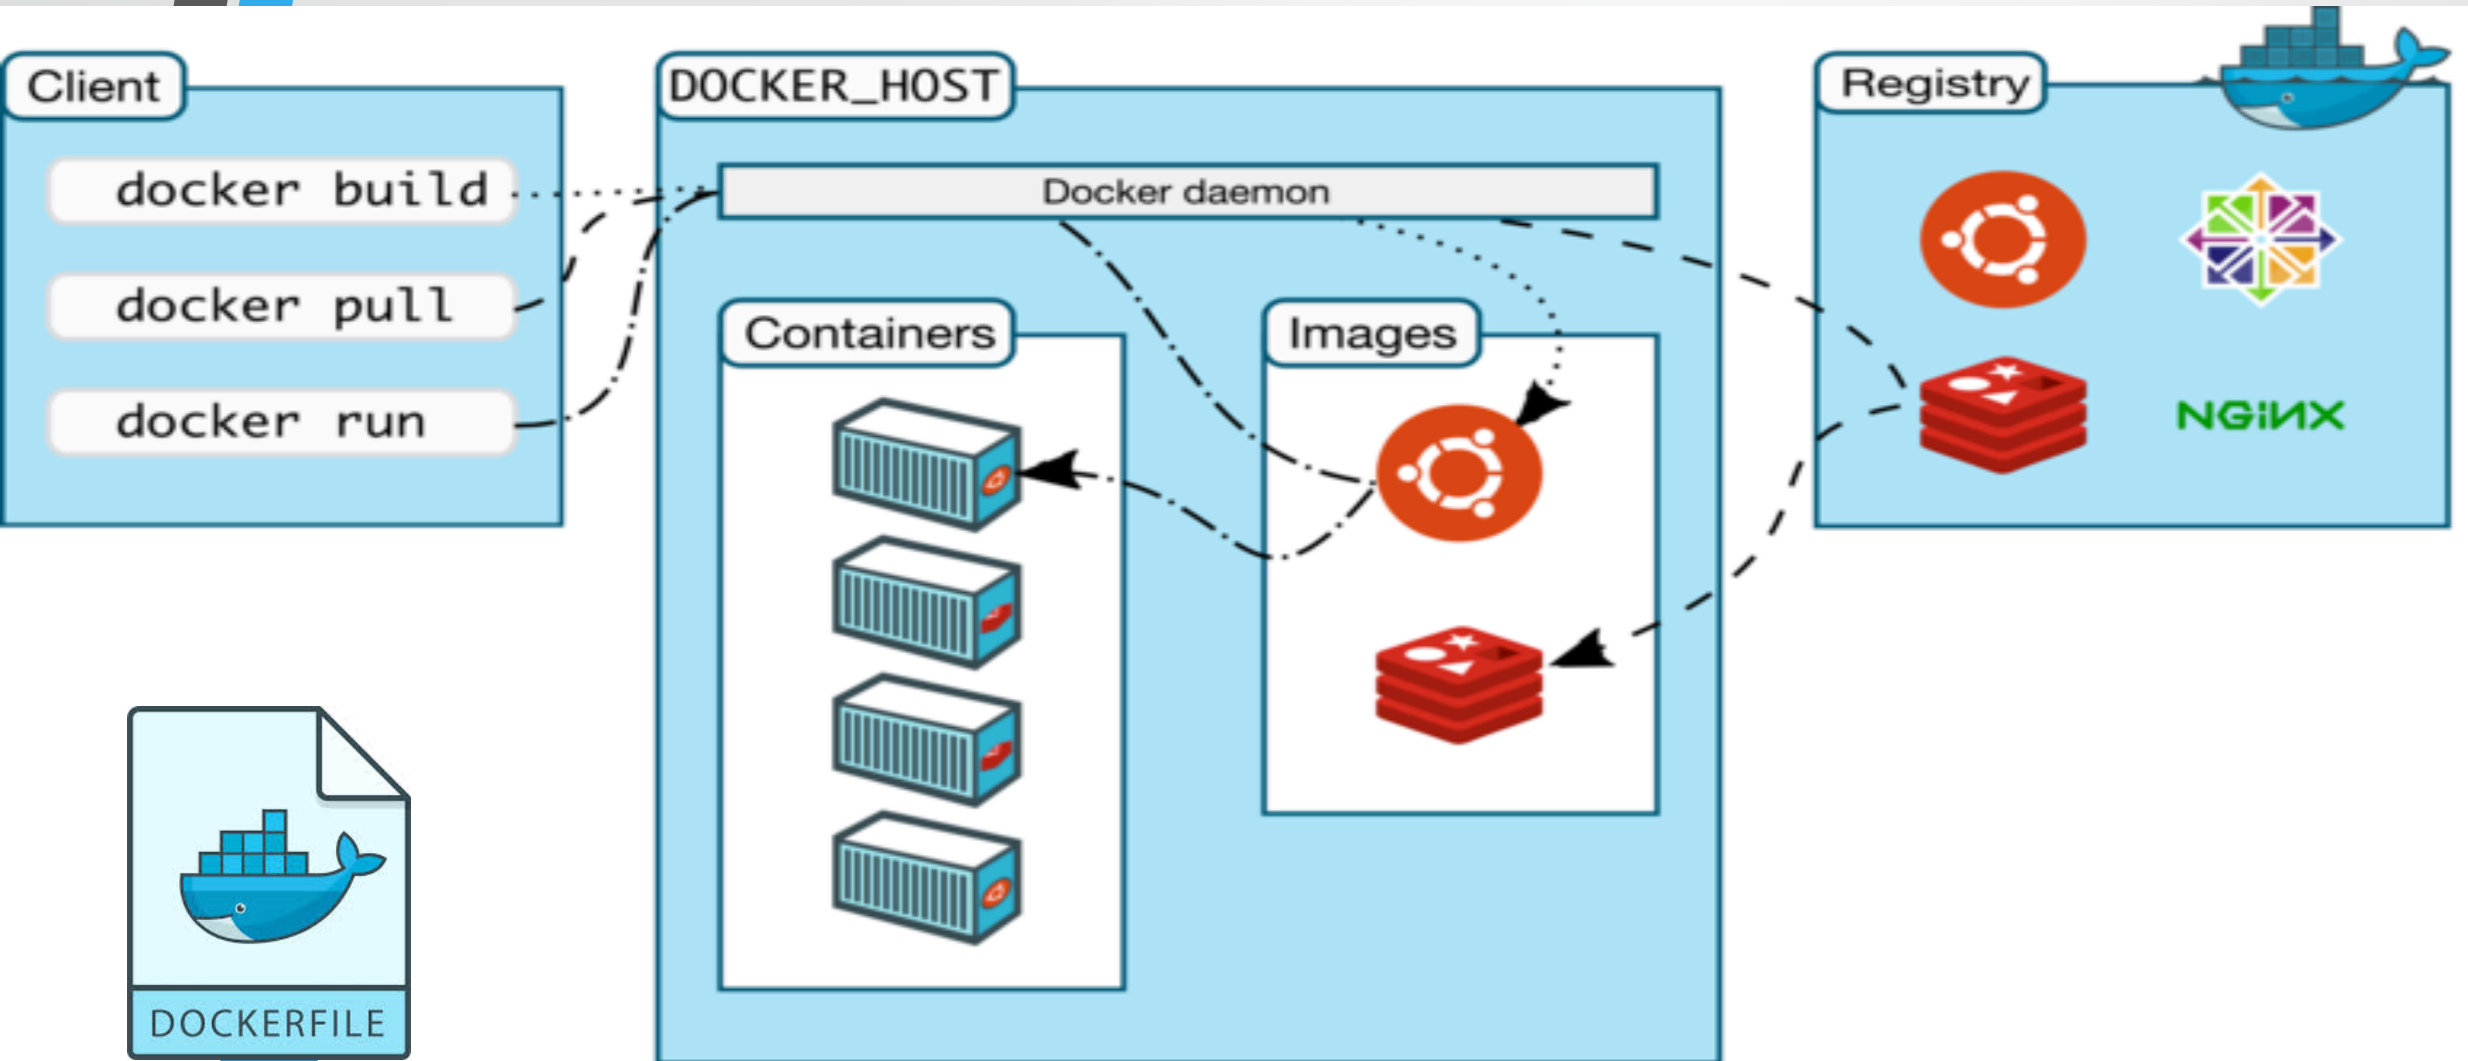 Client
docker build
docker pull
docker run
DOCKER_HOST
Docker daemon
Containers
Images
Registry
NGiNX
DOCKERFILE